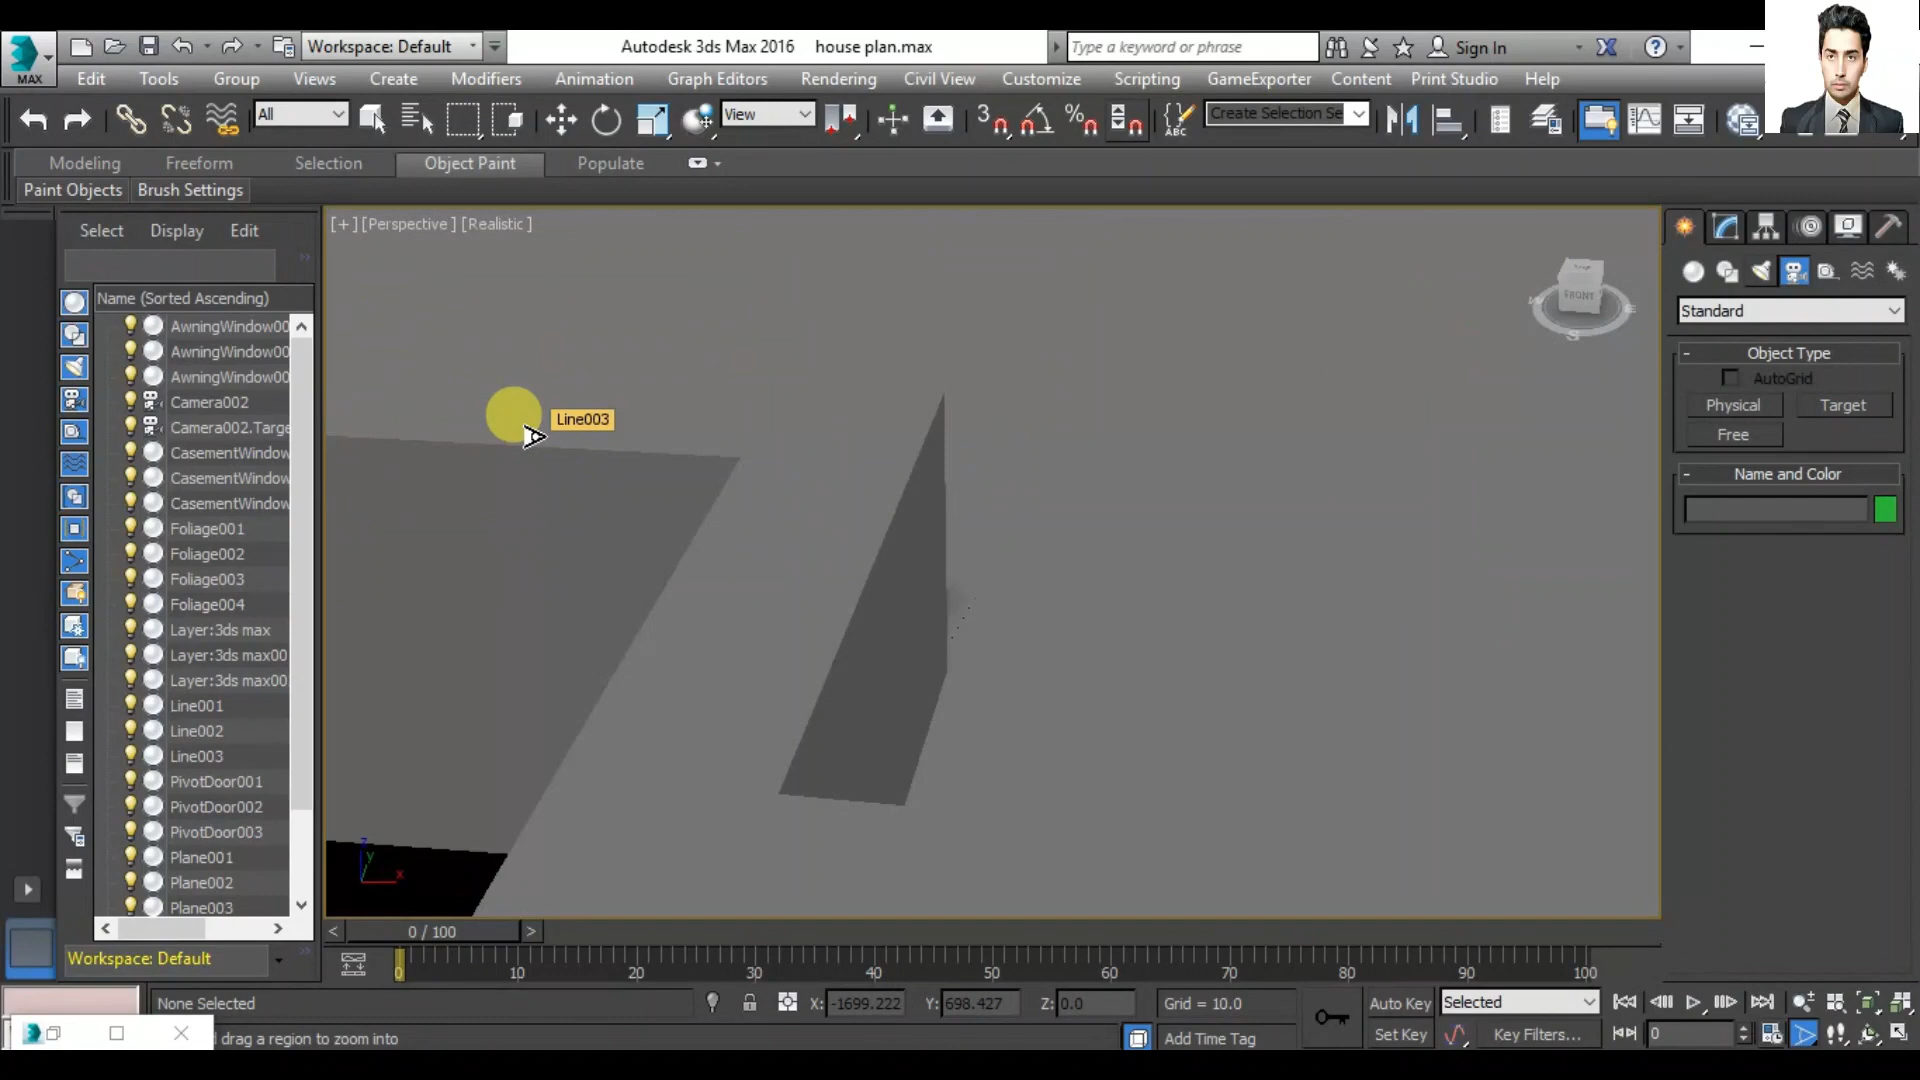 Workspace: Default
Autodesk 3ds Max 2016 house plan.max
Type a keyword or phrase
Sign In
MAX
Edit Tools Group Views Create Modifiers Animation Graph Editors Rendering Civil View Customize Scripting GameExporter Content Print Studio Help
All
View
3
%
ABC
Create Selection Se
Modeling Freeform Selection Object Paint Populate
Paint Objects Brush Settings
Select Display Edit
Name (Sorted Ascending)
AwningWindow00
AwningWindow00
AwningWindow00
Camera002
Camera002.Targe
CasementWindow
CasementWindow
CasementWindow
Foliage001
Foliage002
Foliage003
Foliage004
Layer:3ds max
Layer:3ds max00
Layer:3ds max00
Line001
Line002
Line003
PivotDoor001
PivotDoor002
PivotDoor003
Plane001
Plane002
Plane003
Workspace: Default
[+] [Perspective ] [Realistic ]
Line003
FRONT
S
z
y
x
Standard
Object Type
AutoGrid
Physical Target
Free
Name and Color
0 / 100
0 10 20 30 40 50 60 70 80 90 100
None Selected
X: -1699.222 Y: 698.427 Z: 0.0
Grid = 10.0
Auto Key Selected
drag a region to zoom into
Add Time Tag
Set Key Key Filters...
0